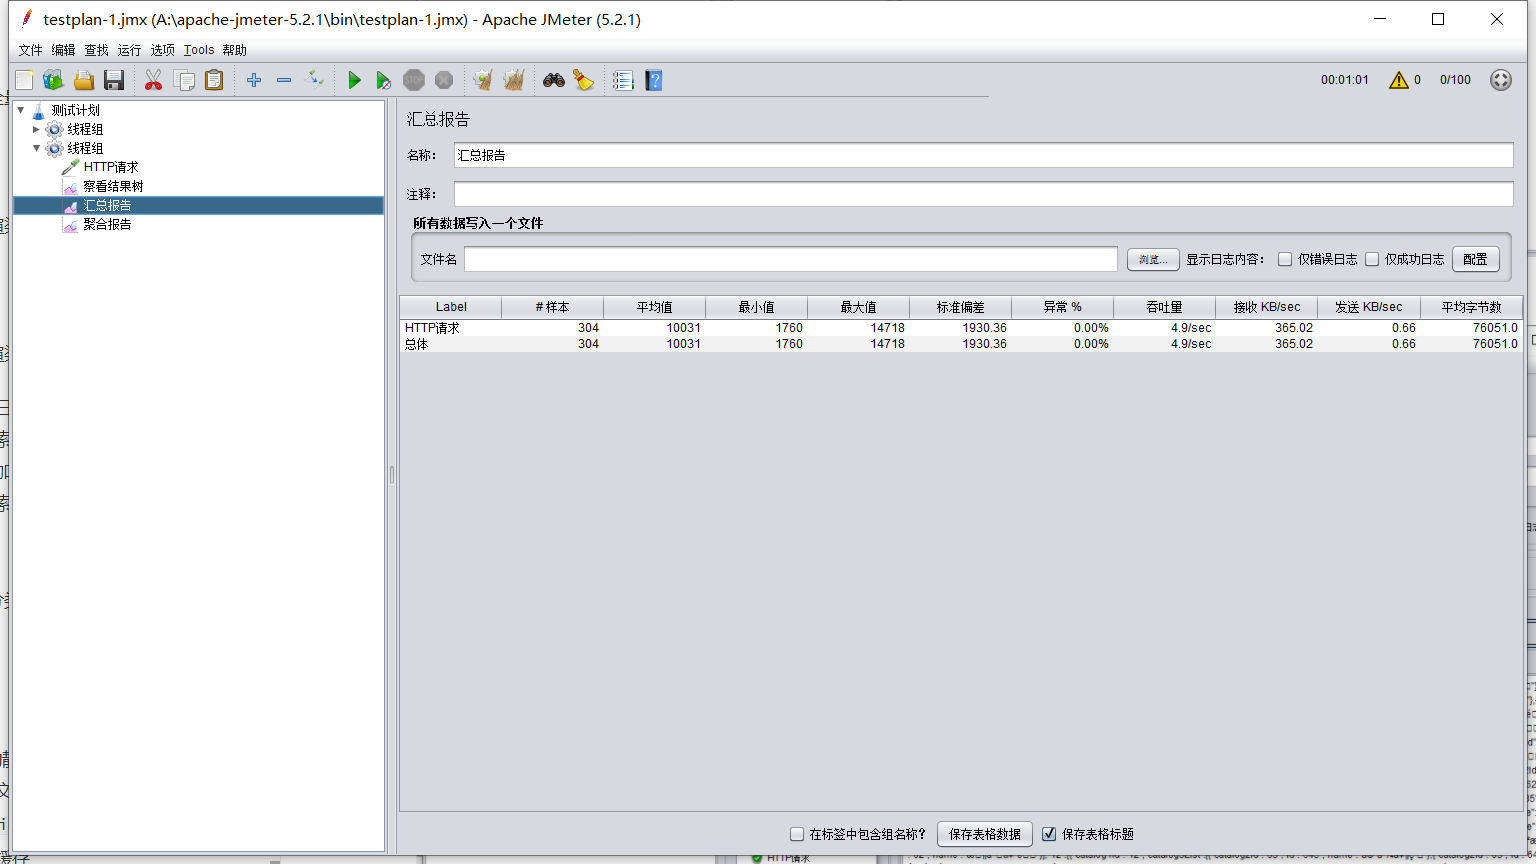 testplan-1.jmx (A:\apache-jmeter-5.2.1\bin\testplan-1.jmx) - Apache JMeter (5.2.1)
文件 编辑 查找 运行 选项 Tools 帮助
STOP 00:01:01 0 0/100
测试计划
线程组
线程组
HTTP请求
察看结果树
汇总报告
聚合报告
汇总报告
名称： 汇总报告
注释：
所有数据写入一个文件
文件名 浏览... 显示日志内容： 仅错误日志 仅成功日志 配置
Label # 样本 平均值 最小值 最大值 标准偏差 异常 % 吞吐量 接收 KB/sec 发送 KB/sec 平均字节数
HTTP请求 304 10031 1760 14718 1930.36 0.00% 4.9/sec 365.02 0.66 76051.0
总体 304 10031 1760 14718 1930.36 0.00% 4.9/sec 365.02 0.66 76051.0
在标签中包含组名称？ 保存表格数据 保存表格标题
HTTP请求